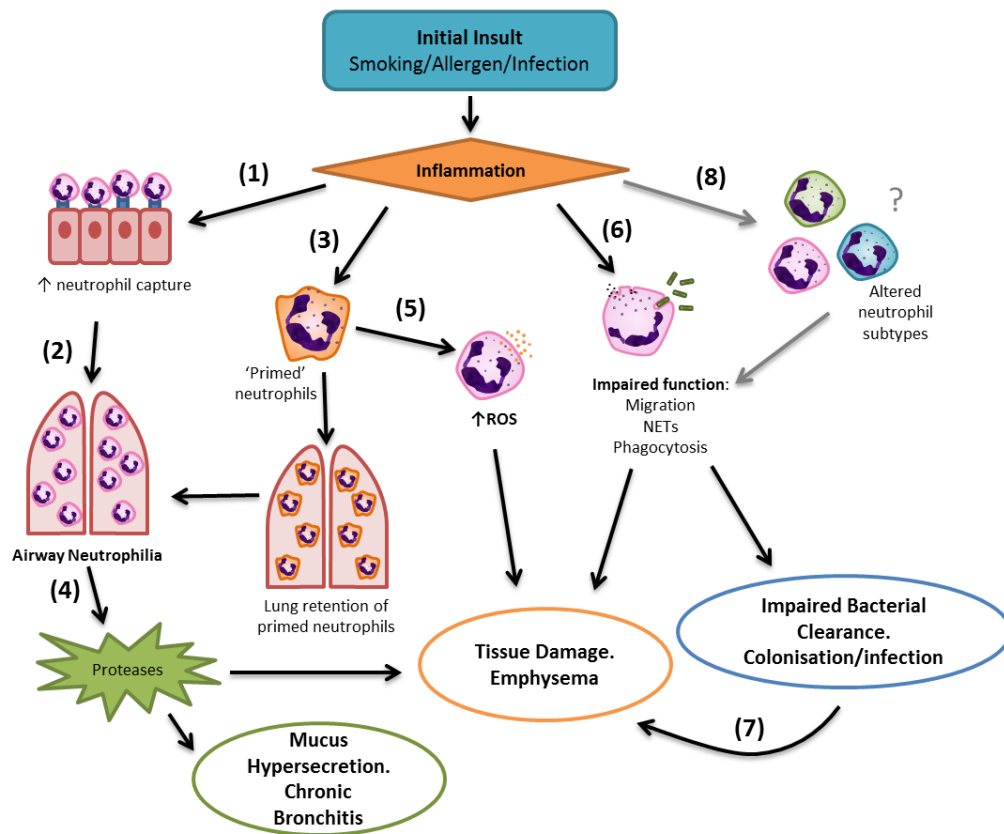 Initial Insult
Smoking/Allergen/Infection
Inflammation
(1)
(8)
?
(3)
(6)
↑ neutrophil capture
Altered
neutrophil
subtypes
(5)
(2)
‘Primed’
neutrophils
Impaired function:
Migration
NETs
Phagocytosis
↑ROS
Airway Neutrophilia
(4)
Lung retention of
primed neutrophils
Impaired Bacterial
Clearance.
Colonisation/infection
Tissue Damage.
Emphysema
Proteases
(7)
Mucus
Hypersecretion.
Chronic
Bronchitis